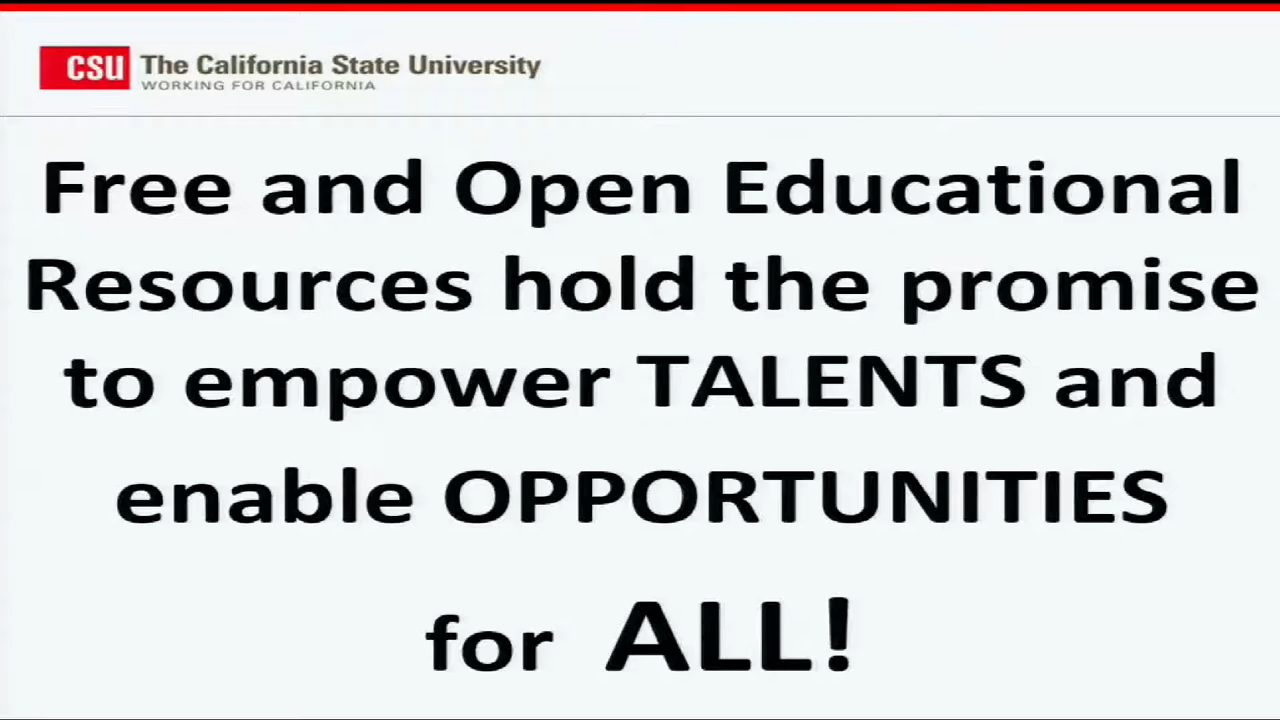 CSU The California State University
WORKING FOR CALIFORNIA
Free and Open Educational
Resources hold the promise
to empower TALENTS and
enable OPPORTUNITIES
for ALL!